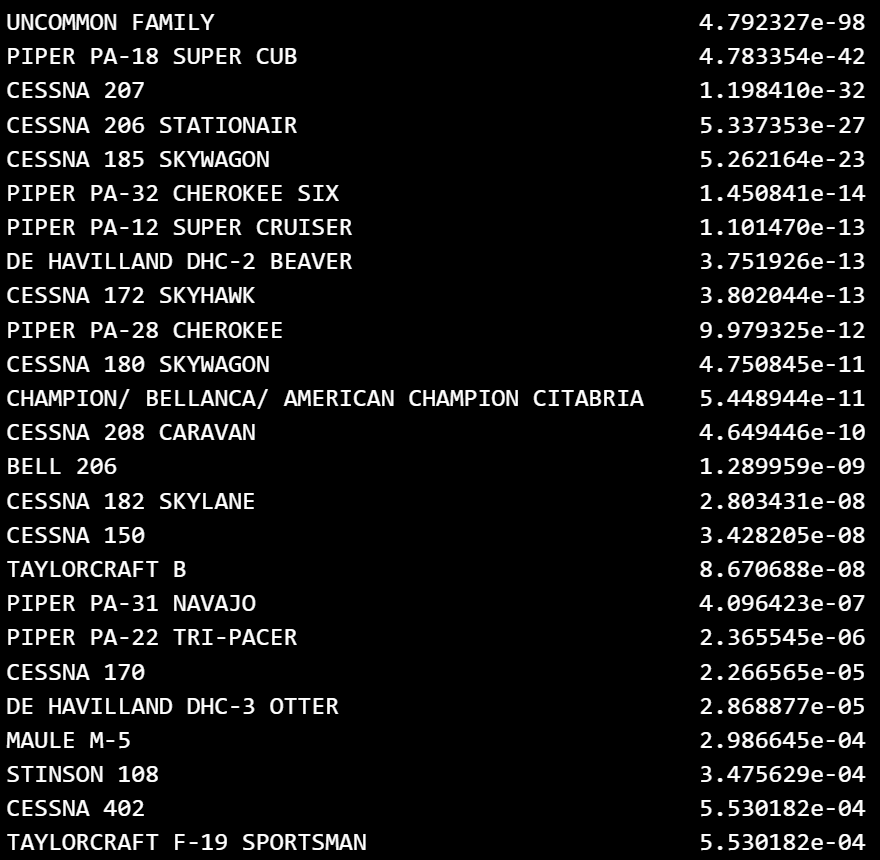 UNCOMMON FAMILY 4.792327e-98
PIPER PA-18 SUPER CUB 4.783354e-42
CESSNA 207 1.198410e-32
CESSNA 206 STATIONAIR 5.337353e-27
CESSNA 185 SKYWAGON 5.262164e-23
PIPER PA-32 CHEROKEE SIX 1.450841e-14
PIPER PA-12 SUPER CRUISER 1.101470e-13
DE HAVILLAND DHC-2 BEAVER 3.751926e-13
CESSNA 172 SKYHAWK 3.802044e-13
PIPER PA-28 CHEROKEE 9.979325e-12
CESSNA 180 SKYWAGON 4.750845e-11
CHAMPION/ BELLANCA/ AMERICAN CHAMPION CITABRIA 5.448944e-11
CESSNA 208 CARAVAN 4.649446e-10
BELL 206 1.289959e-09
CESSNA 182 SKYLANE 2.803431e-08
CESSNA 150 3.428205e-08
TAYLORCRAFT B 8.670688e-08
PIPER PA-31 NAVAJO 4.096423e-07
PIPER PA-22 TRI-PACER 2.365545e-06
CESSNA 170 2.266565e-05
DE HAVILLAND DHC-3 OTTER 2.868877e-05
MAULE M-5 2.986645e-04
STINSON 108 3.475629e-04
CESSNA 402 5.530182e-04
TAYLORCRAFT F-19 SPORTSMAN 5.530182e-04